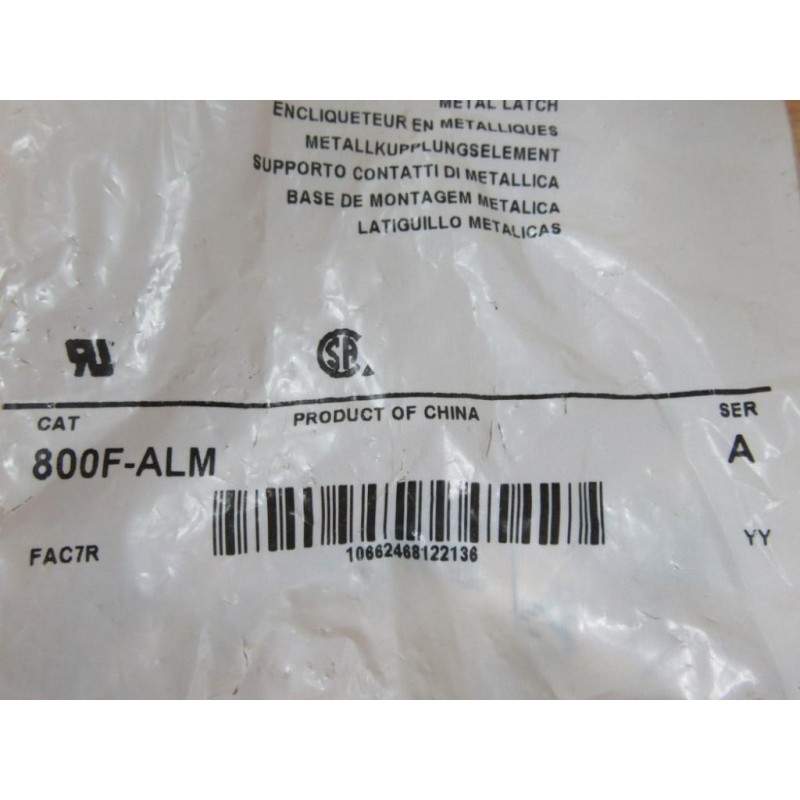 METAL LATCH
ENCLIQUETEUR EN METALLIQUES
METALLKUPPLUNGSELEMENT
SUPPORTO CONTATTI DI METALLICA
BASE DE MONTAGEM METALICA
LATIGUILLO METALICAS
CAT
PRODUCT OF CHINA
SER
800F-ALM
A
10662468122136
FAC7R
YY